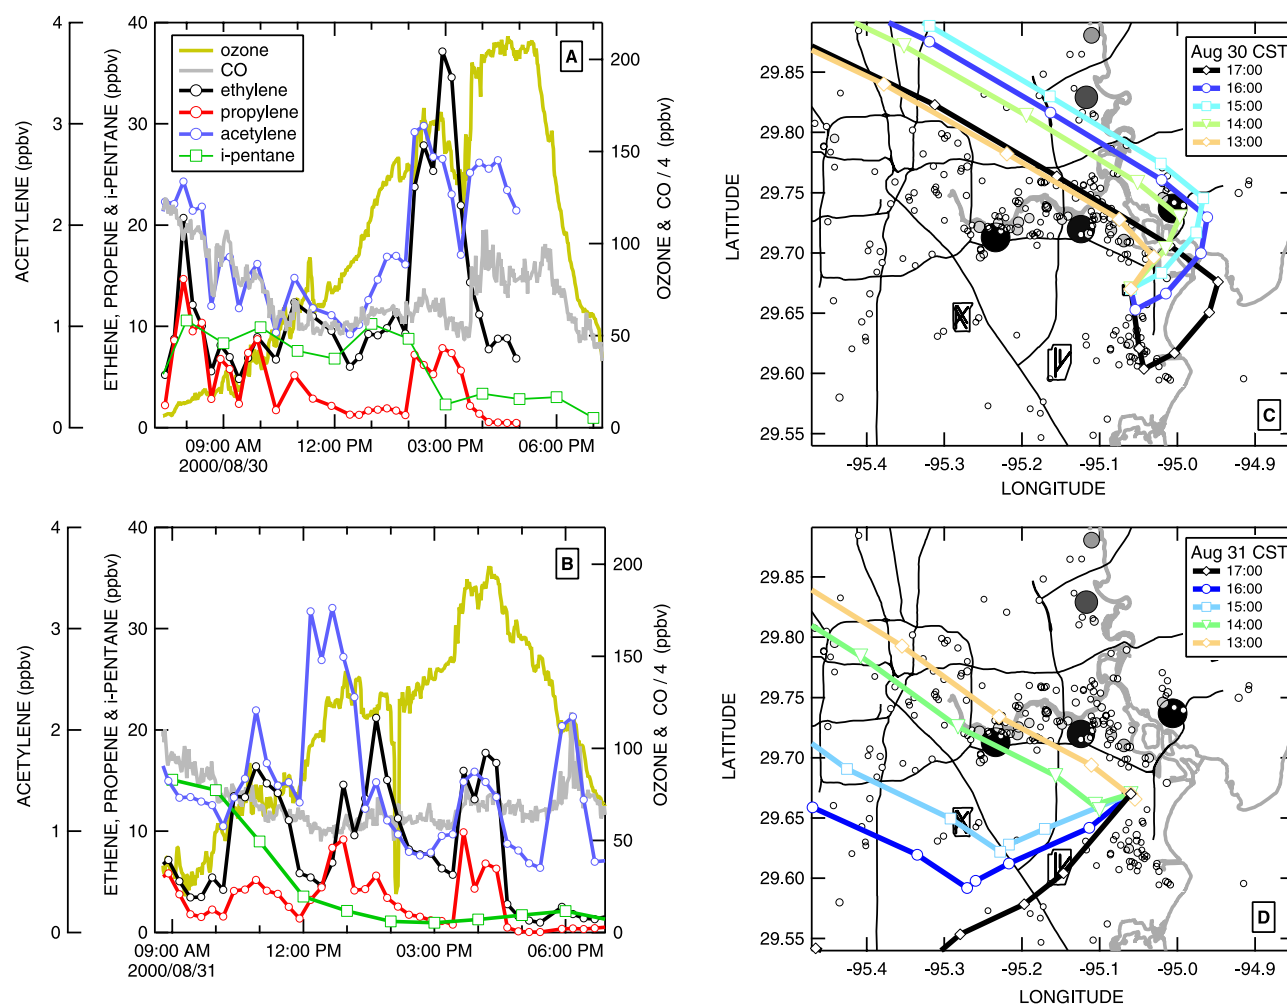 ACETYLENE (ppbv)
4
3
2
1
0
ETHENE, PROPENE & i-PENTANE (ppbv)
40
30
20
10
0
ozone
CO
ethylene
propylene
acetylene
i-pentane
A
200
150
100
50
0
OZONE & CO / 4 (ppbv)
09:00 AM
12:00 PM
03:00 PM
06:00 PM
2000/08/30
LATITUDE
29.85
29.80
29.75
29.70
29.65
29.60
29.55
Aug 30 CST
17:00
16:00
15:00
14:00
13:00
C
-95.4
-95.3
-95.2
-95.1
-95.0
-94.9
LONGITUDE
ACETYLENE (ppbv)
4
3
2
1
0
ETHENE, PROPENE & i-PENTANE (ppbv)
40
30
20
10
0
B
200
150
100
50
0
OZONE & CO / 4 (ppbv)
09:00 AM
12:00 PM
03:00 PM
06:00 PM
2000/08/31
LATITUDE
29.85
29.80
29.75
29.70
29.65
29.60
29.55
Aug 31 CST
17:00
16:00
15:00
14:00
13:00
D
-95.4
-95.3
-95.2
-95.1
-95.0
-94.9
LONGITUDE